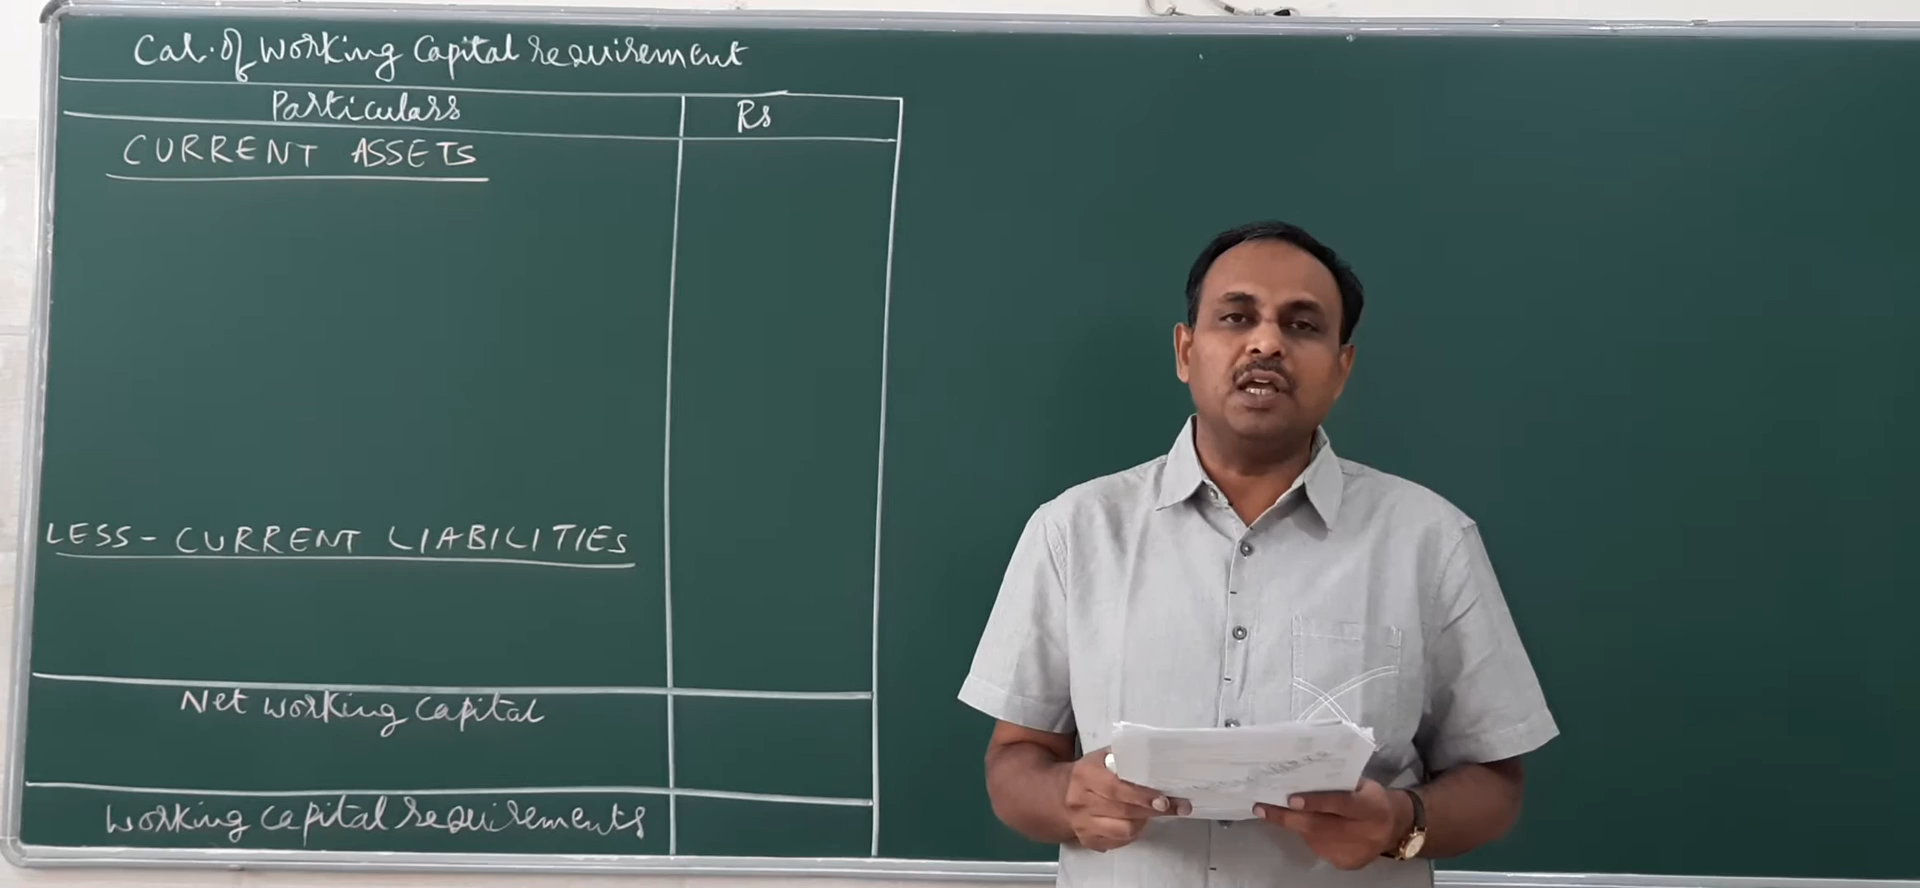 Cal. of Working Capital requirement
Particulars Rs
CURRENT ASSETS
LESS - CURRENT LIABILITIES
Net working capital
Working capital requirements